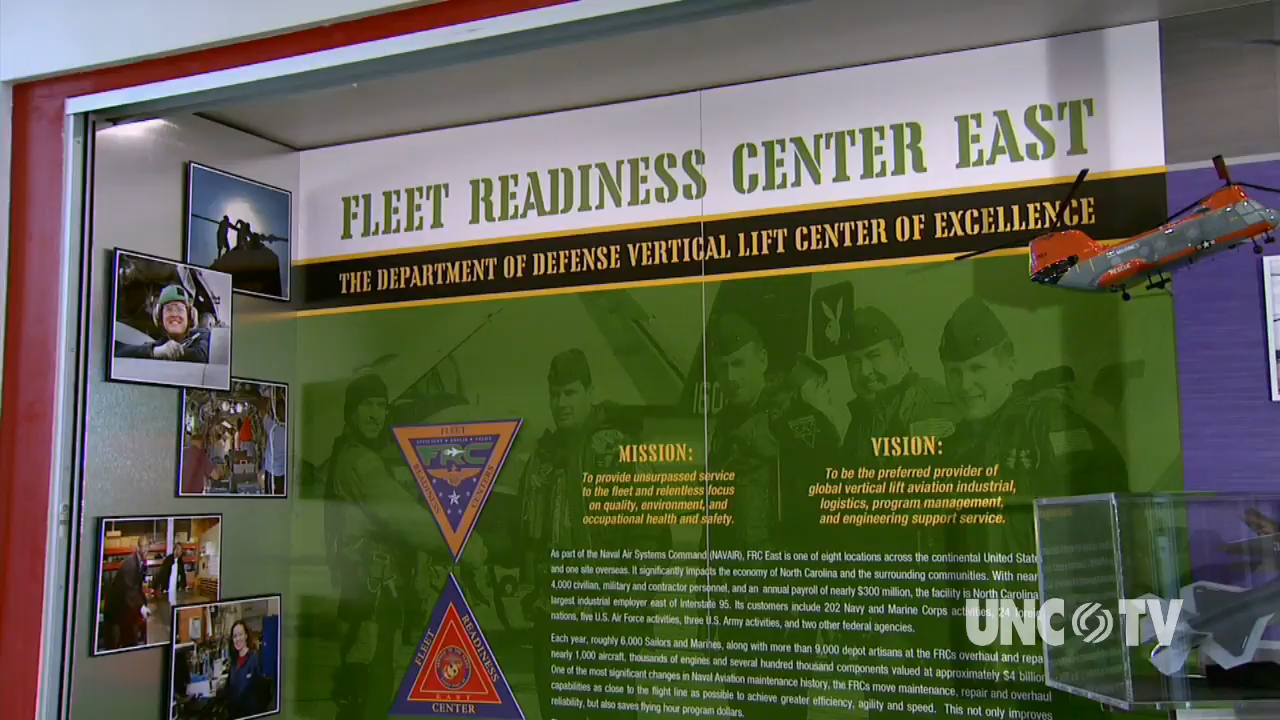 FLEET READINESS CENTER EAST
THE DEPARTMENT OF DEFENSE VERTICAL LIFT CENTER OF EXCELLENCE
MISSION:
To provide unsurpassed service
to the fleet and relentless focus
on quality, environment, and
occupational health and safety.
VISION:
To be the preferred provider of
global vertical lift aviation industrial,
logistics, program management,
and engineering support service.
FLEET
FRC
READINESS
CENTER
FLEET
READINESS
EAST
CENTER
As part of the Naval Air Systems Command (NAVAIR), FRC East is one of eight locations across the continental United State
and one site overseas. It significantly impacts the economy of North Carolina and the surrounding communities. With near
4,000 civilian, military and contractor personnel, and an annual payroll of nearly $300 million, the facility is North Carolina
largest industrial employer east of Interstate 95. Its customers include 202 Navy and Marine Corps activities, 24 foreig
nations, five U.S. Air Force activities, three U.S. Army activities, and two other federal agencies.
Each year, roughly 6,000 Sailors and Marines, along with more than 9,000 depot artisans at the FRCs overhaul and repa
nearly 1,000 aircraft, thousands of engines and several hundred thousand components valued at approximately $4 billion
One of the most significant changes in Naval Aviation maintenance history, the FRCs move maintenance, repair and overhaul
capabilities as close to the flight line as possible to achieve greater efficiency, agility and speed. This not only improves
reliability, but also saves flying hour program dollars.
RESCUE
UNC TV